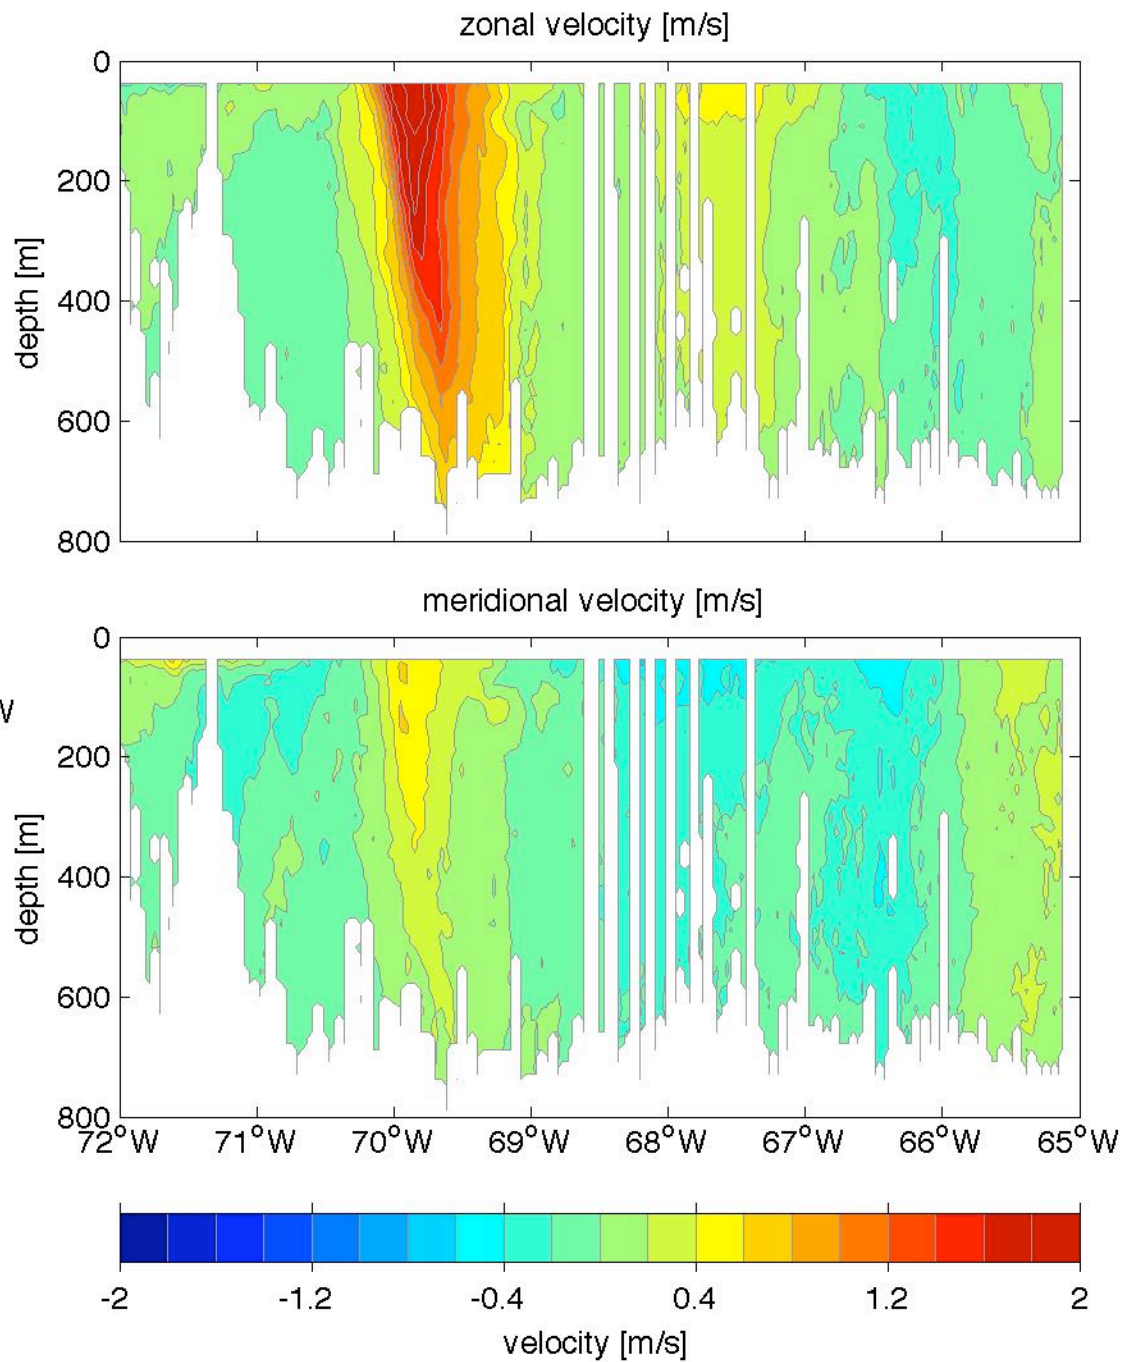 zonal velocity [m/s]
0
200
400
600
800
depth [m]
meridional velocity [m/s]
0
200
400
600
800
depth [m]
W
72°W 71°W 70°W 69°W 68°W 67°W 66°W 65°W
-2 -1.2 -0.4 0.4 1.2 2
velocity [m/s]